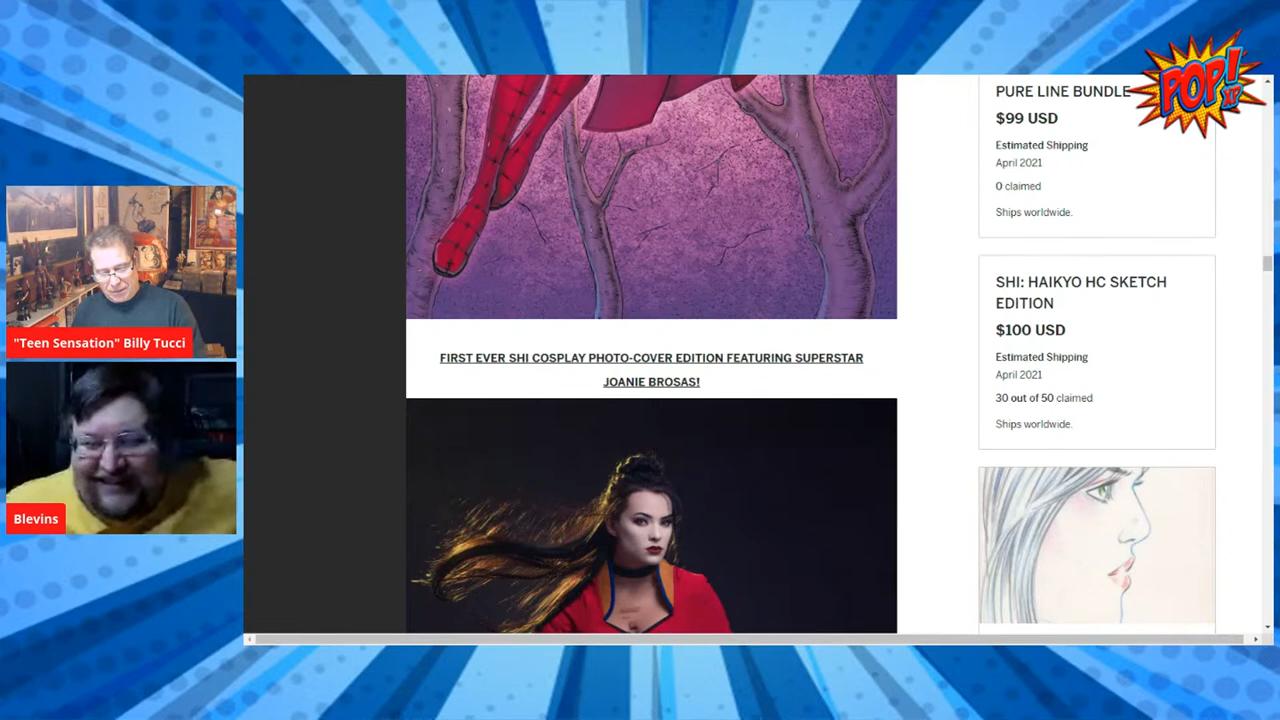 POP!
XP
PURE LINE BUNDLE
$99 USD
Estimated Shipping
April 2021
0 claimed
Ships worldwide.
"Teen Sensation" Billy Tucci
Blevins
FIRST EVER SHI COSPLAY PHOTO-COVER EDITION FEATURING SUPERSTAR
JOANIE BROSAS!
SHI: HAIKYO HC SKETCH
EDITION
$100 USD
Estimated Shipping
April 2021
30 out of 50 claimed
Ships worldwide.